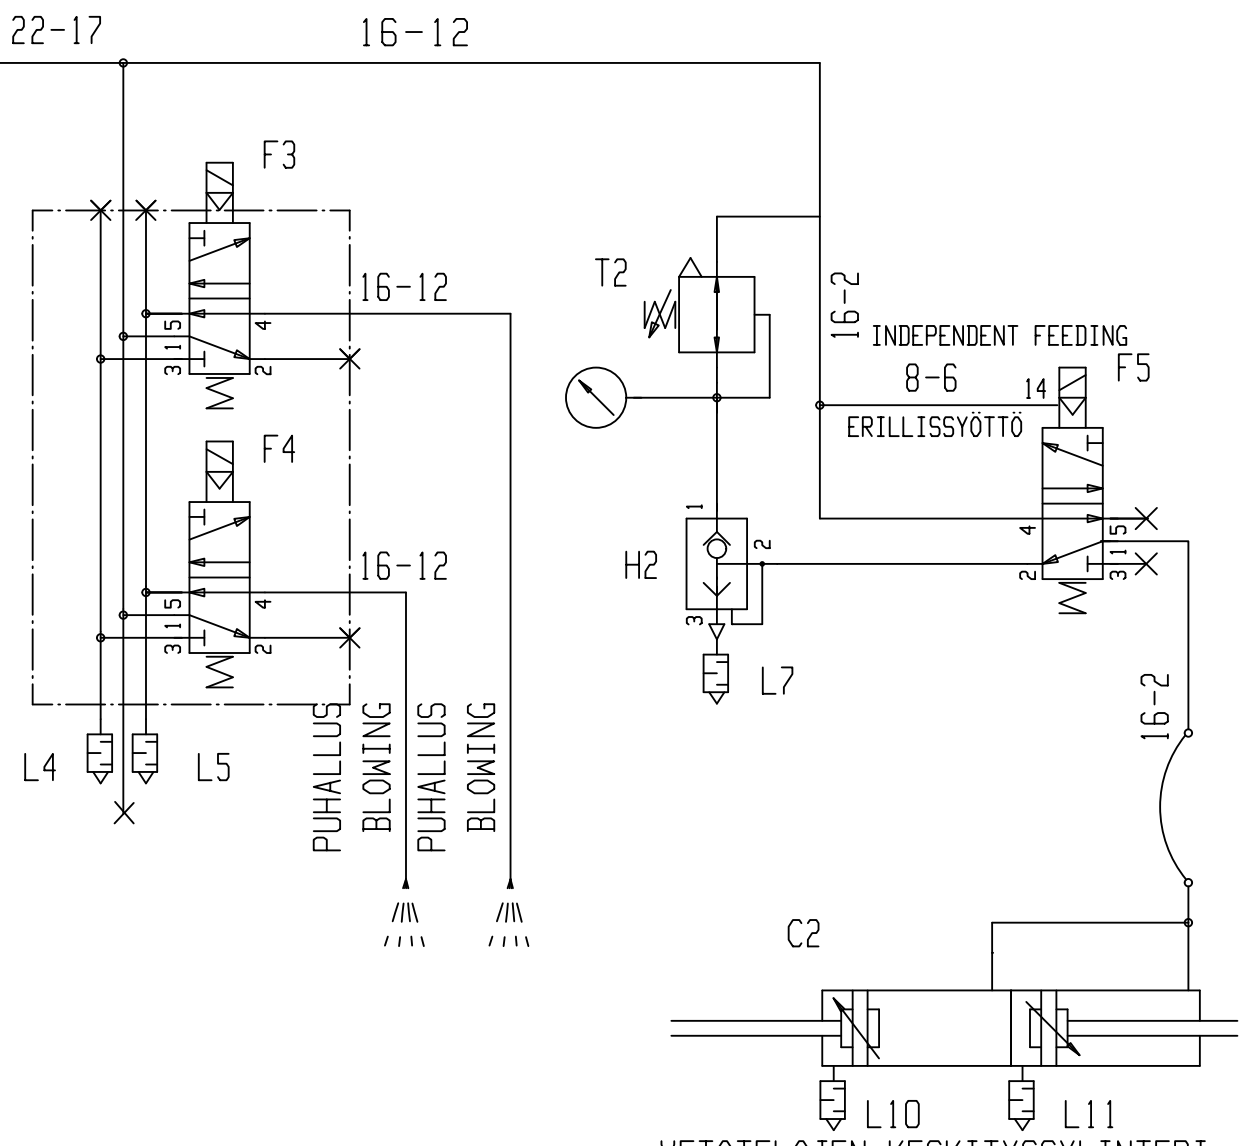 22-17
16-12
F3
16-12
5
4
1
3
2
F4
16-12
5
4
1
3
2
L4
L5
PUHALLUS
BLOWING
PUHALLUS
BLOWING
T2
16-2
INDEPENDENT FEEDING
8-6
14
F5
ERILLISSYÖTTÖ
1
H2
2
3
L7
4
5
1
2
3
16-2
C2
L10
L11